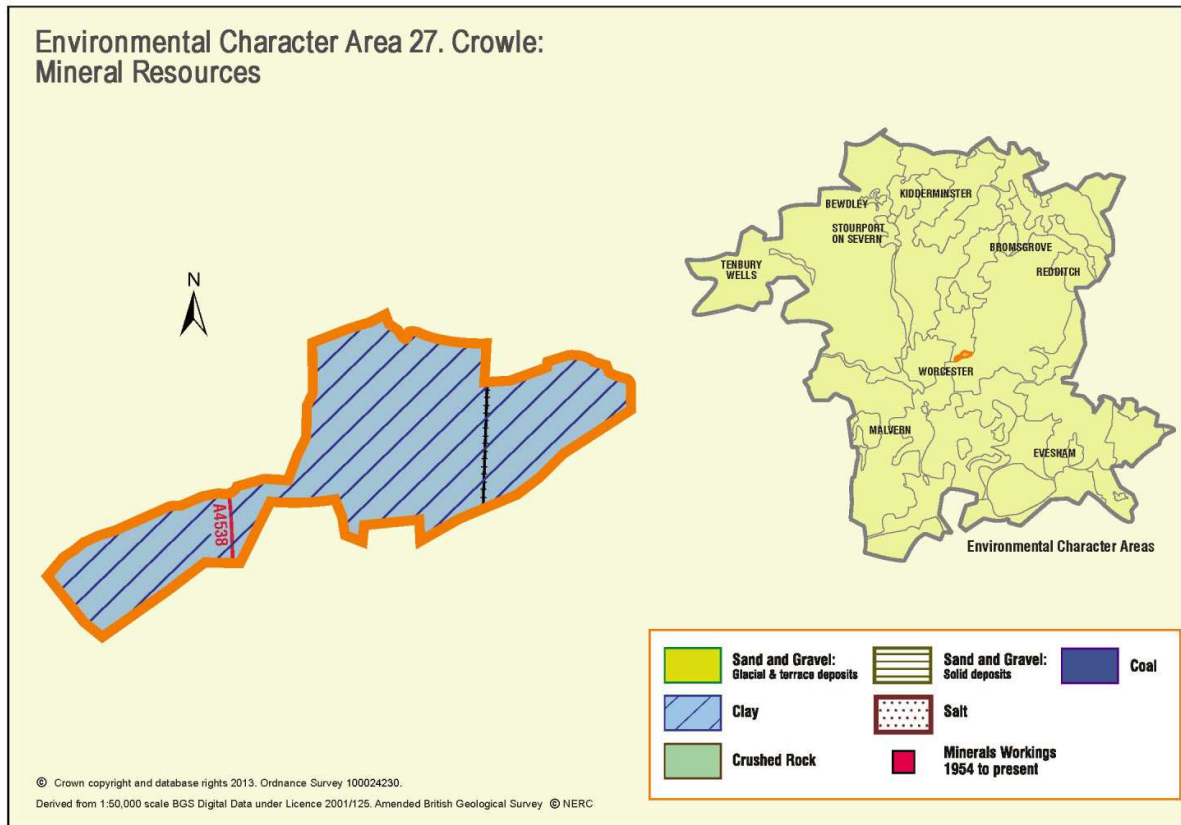 Environmental Character Area 27. Crowle:
Mineral Resources
N
A4538
KIDDERMINSTER
BEWDLEY
STOURPORT
ON SEVERN
BROMSGROVE
TENBURY
WELLS
REDDITCH
WORCESTER
MALVERN
EVESHAM
Environmental Character Areas
Sand and Gravel:
Glacial & terrace deposits
Sand and Gravel:
Solid deposits
Coal
Clay
Salt
Crushed Rock
Minerals Workings
1954 to present
© Crown copyright and database rights 2013. Ordnance Survey 100024230.
Derived from 1:50,000 scale BGS Digital Data under Licence 2001/125. Amended British Geological Survey © NERC